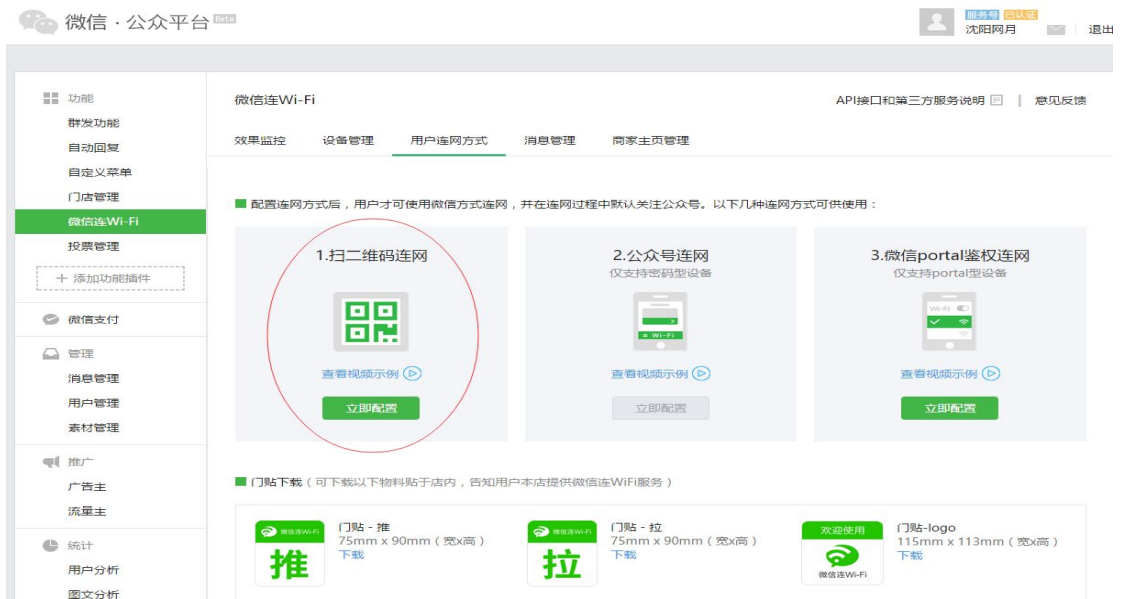 微信·公众平台 Beta
服务号 已认证
沈阳网月
退出
功能
群发功能
自动回复
自定义菜单
门店管理
微信连Wi-Fi
投票管理
+ 添加功能插件
微信支付
管理
消息管理
用户管理
素材管理
推广
广告主
流量主
统计
用户分析
图文分析
微信连Wi-Fi
API接口和第三方服务说明 | 意见反馈
效果监控 设备管理 用户连网方式 消息管理 商家主页管理
配置连网方式后，用户才可使用微信方式连网，并在连网过程中默认关注公众号。以下几种连网方式可供使用：
1.扫二维码连网
查看视频示例
立即配置
2.公众号连网
仅支持密码型设备
Wi-Fi
查看视频示例
立即配置
3.微信portal鉴权连网
仅支持portal型设备
Wi-Fi
查看视频示例
立即配置
门贴下载（可下载以下物料贴于店内，告知用户本店提供微信连WiFi服务）
微信连Wi-Fi
推
门贴 - 推
75mm x 90mm（宽x高）
下载
微信连Wi-Fi
拉
门贴 - 拉
75mm x 90mm（宽x高）
下载
欢迎使用
微信连Wi-Fi
门贴-logo
115mm x 113mm（宽x高）
下载